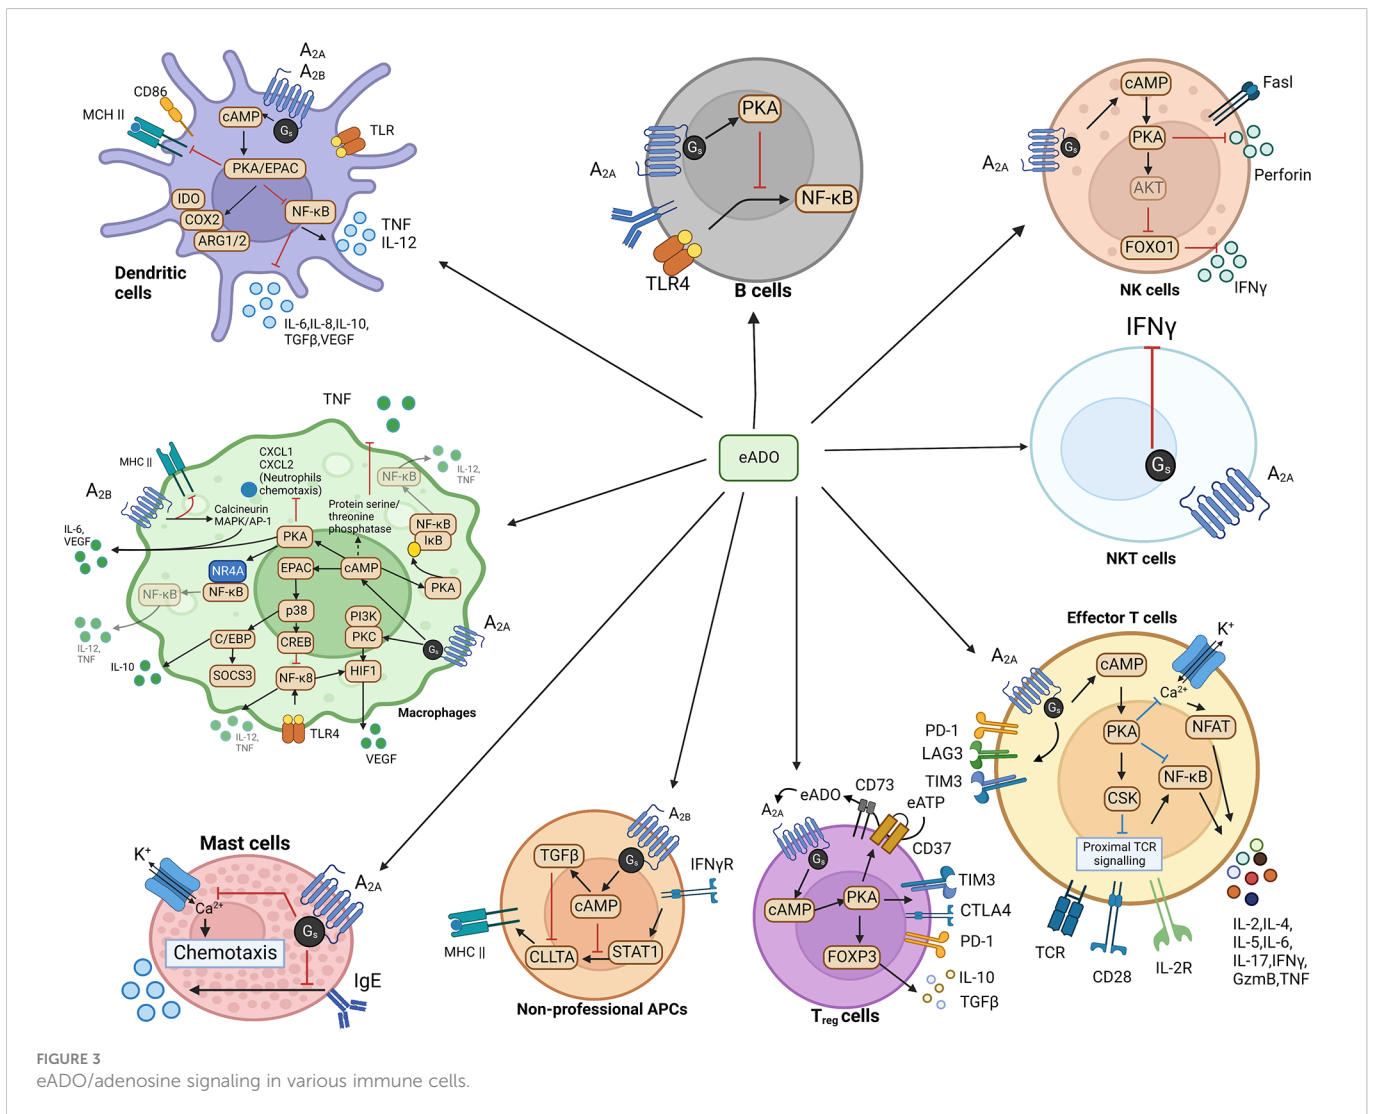 A2A
A2B
CD86
MCH II
cAMP
Gs
TLR
PKA/EPAC
IDO
COX2
ARG1/2
NF-κB
TNF
IL-12
Dendritic
cells
IL-6,IL-8,IL-10,
TGFβ,VEGF
PKA
Gs
A2A
NF-κB
TLR4
B cells
cAMP
Fasl
PKA
Gs
A2A
Perforin
AKT
FOXO1
IFNγ
NK cells
IFNγ
Gs
A2A
NKT cells
eADO
TNF
MHC II
CXCL1
CXCL2
(Neutrophils
chemotaxis)
NF-κB
IL-12,
TNF
A2B
Calcineurin
MAPK/AP-1
Protein serine/
threonine
phosphatase
IL-6,
VEGF
NF-κB
IκB
PKA
NR4A
NF-κB
NF-κB
EPAC
cAMP
PKA
p38
PI3K
PKC
C/EBP
CREB
Gs
A2A
IL-12,
TNF
IL-10
SOCS3
NF-κ8
HIF1
Macrophages
IL-12,
TNF
TLR4
VEGF
Effector T cells
K+
A2A
cAMP
Ca2+
Gs
PD-1
PKA
NFAT
LAG3
TIM3
NF-κB
CSK
Proximal TCR
signalling
TCR
CD28
IL-2R
IL-2,IL-4,
IL-5,IL-6,
IL-17,IFNγ,
GzmB,TNF
Mast cells
K+
A2A
Ca2+
Gs
Chemotaxis
IgE
A2B
TGFβ
Gs
IFNγR
cAMP
MHC II
CLLTA
STAT1
Non-professional APCs
eADO
CD73
eATP
A2A
CD37
Gs
TIM3
cAMP
PKA
CTLA4
PD-1
FOXP3
IL-10
TGFβ
Treg cells
FIGURE 3
eADO/adenosine signaling in various immune cells.